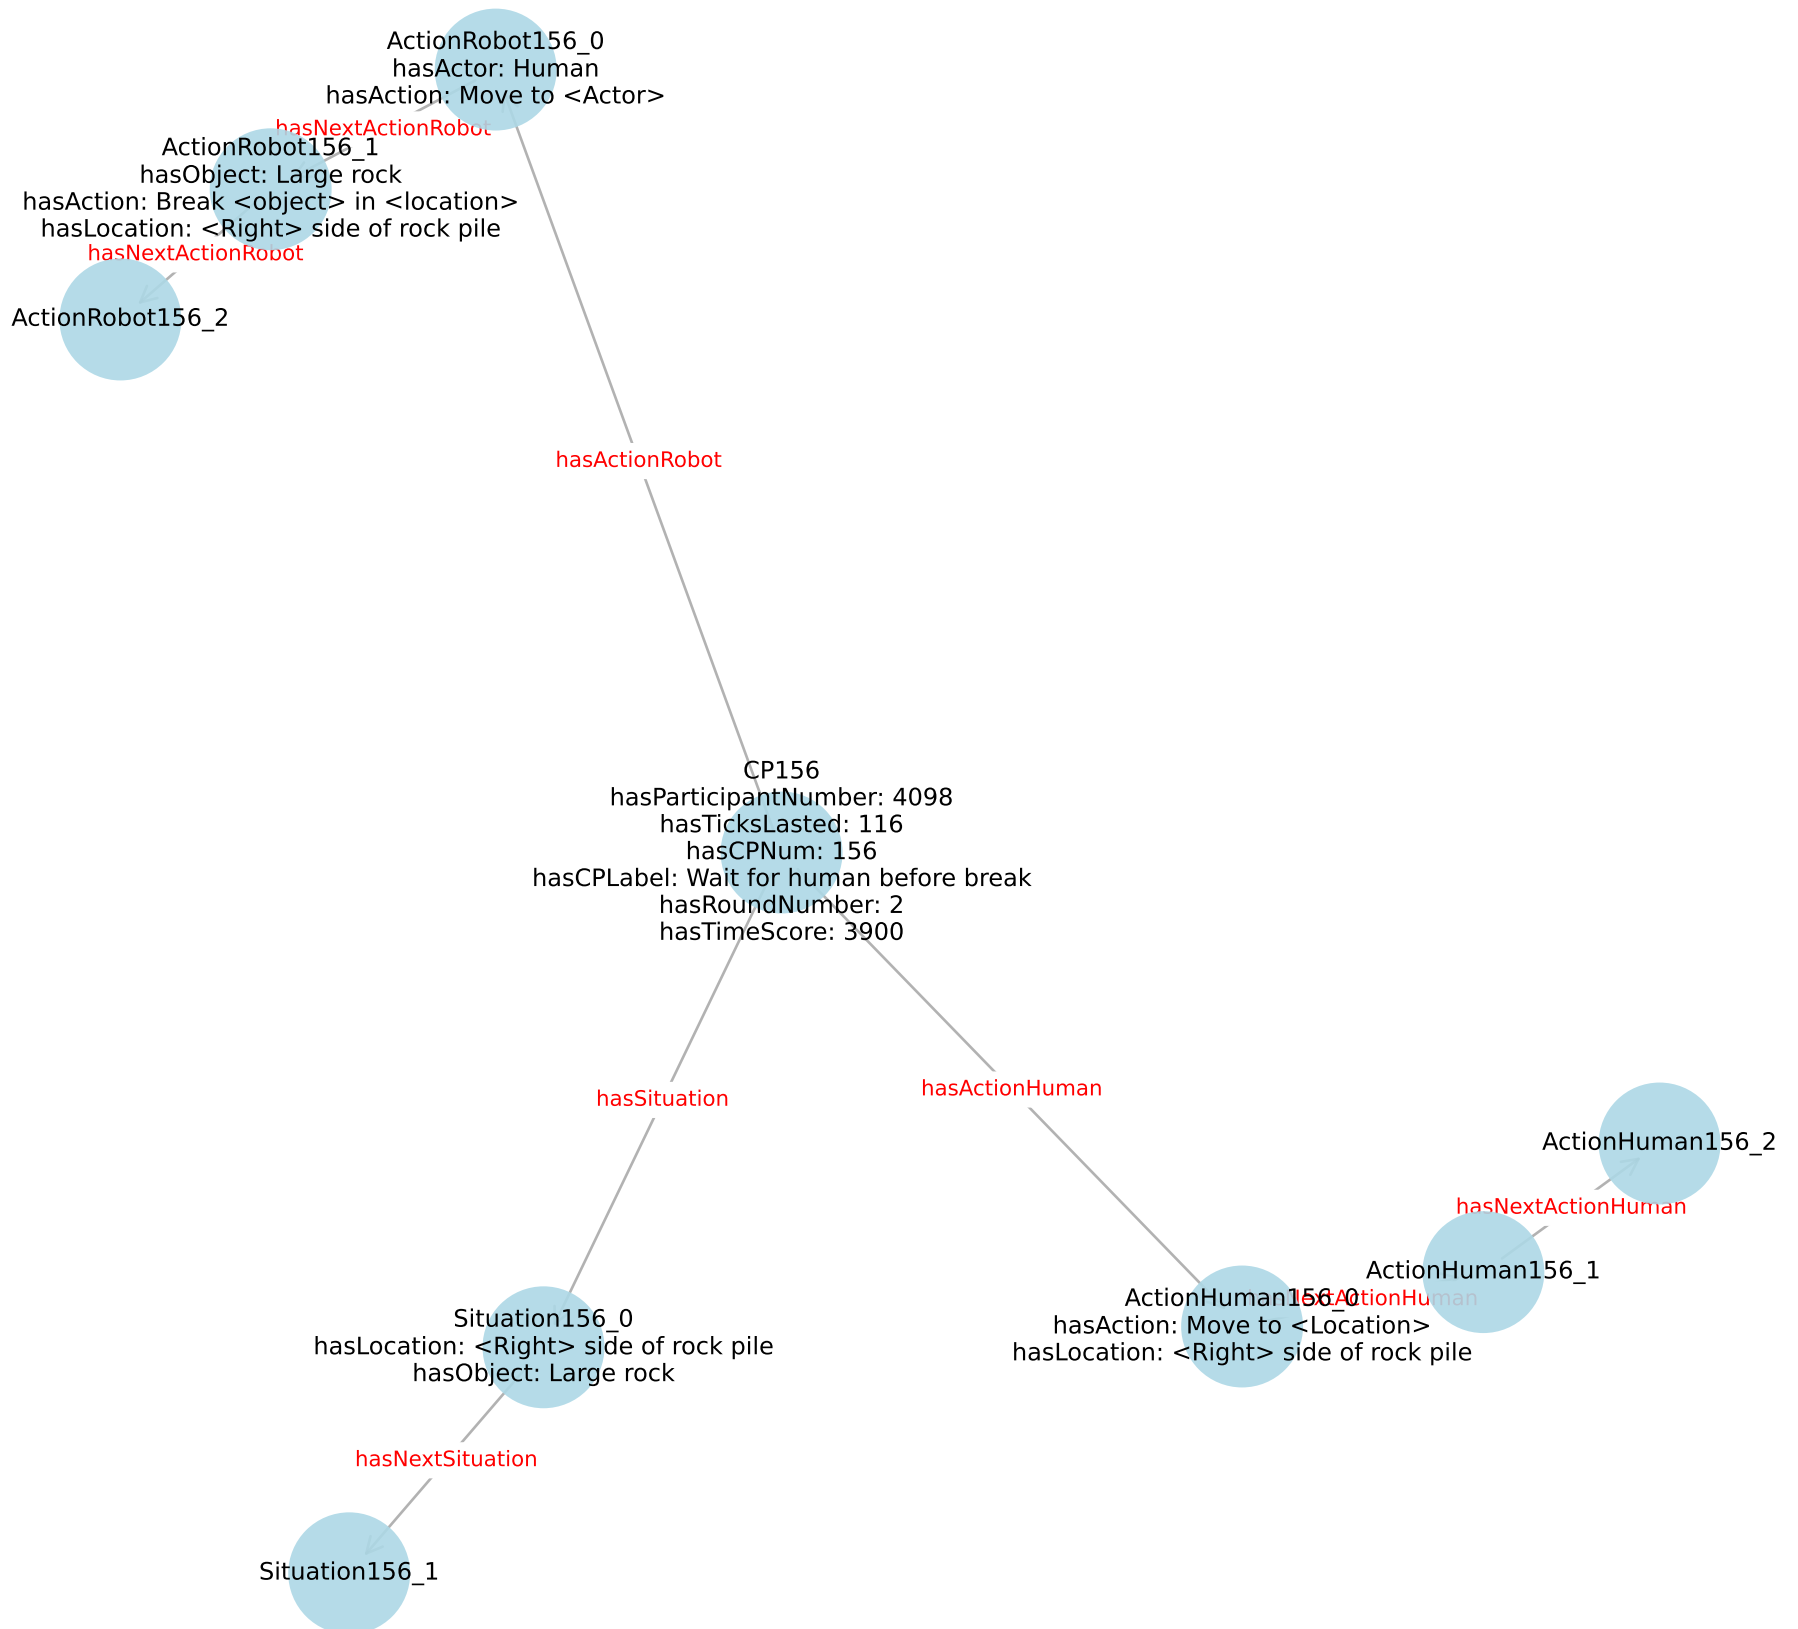 ActionRobot156_0
hasActor: Human
hasAction: Move to <Actor>
hasNextActionRobot
ActionRobot156_1
hasObject: Large rock
hasAction: Break <object> in <location>
hasLocation: <Right> side of rock pile
hasNextActionRobot
ActionRobot156_2
hasActionRobot
CP156
hasParticipantNumber: 4098
hasTicksLasted: 116
hasCPNum: 156
hasCPLabel: Wait for human before break
hasRoundNumber: 2
hasTimeScore: 3900
hasSituation
hasActionHuman
ActionHuman156_2
hasNextActionHuman
ActionHuman156_1
ActionHuman156_0
hasAction: Move to <Location>
hasLocation: <Right> side of rock pile
Situation156_0
hasLocation: <Right> side of rock pile
hasObject: Large rock
hasNextSituation
Situation156_1